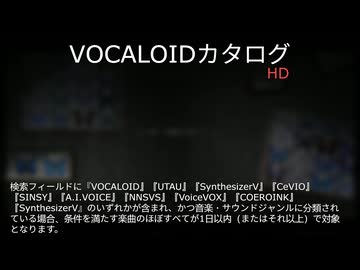 VOCALOIDカタログ
HD
検索フィールドに『VOCALOID』『UTAU』『SynthesizerV』『CeVIO』
『SINSY』『A.I.VOICE』『NNSVS』『VoiceVOX』『COEROINK』
『SynthesizerV』のいずれかが含まれ、かつ音楽・サウンドジャンルに分類され
ている場合、条件を満たす楽曲のほぼすべてが1日以内（またはそれ以上）で対象
となります。